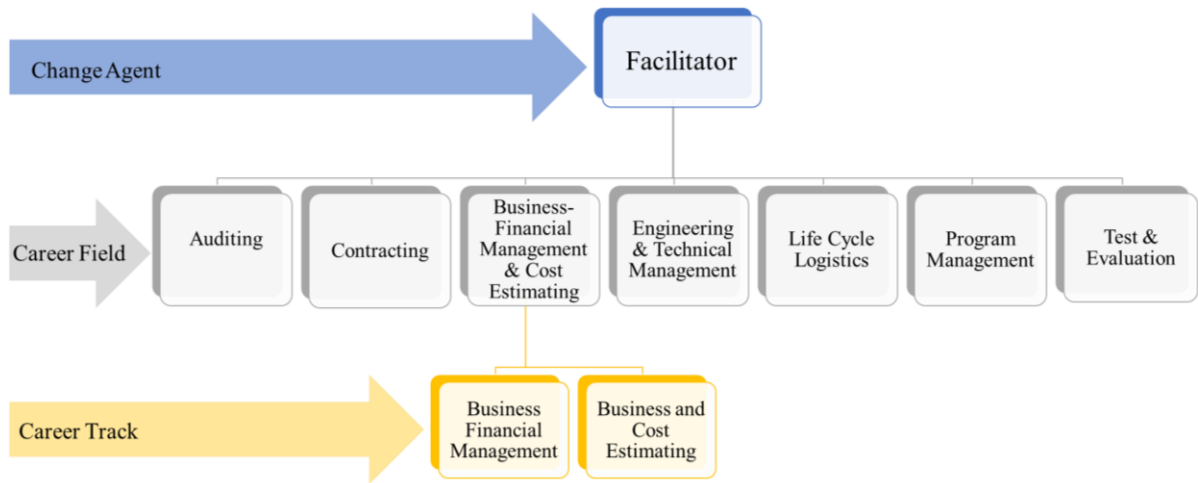 Change Agent
Facilitator
Career Field
Auditing
Contracting
Business-
Financial
Management
& Cost
Estimating
Engineering
& Technical
Management
Life Cycle
Logistics
Program
Management
Test &
Evaluation
Career Track
Business
Financial
Management
Business and
Cost
Estimating